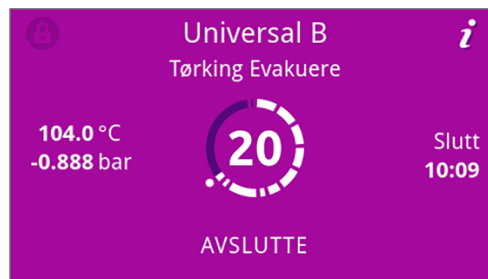 Universal B
i
Tørking Evakuere
104.0 °C
-0.888 bar
20
Slutt
10:09
AVSLUTTE